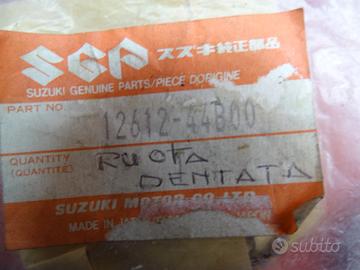 SGP スズキ純正部品
SUZUKI GENUINE PARTS/PIECE D'ORIGINE
PART NO.
12612-44B00
QUANTITY
(QUANTITE)
RUOTA
DENTATA
SUZUKI MOTOR CO.,LTD.
MADE IN JAPAN
subito